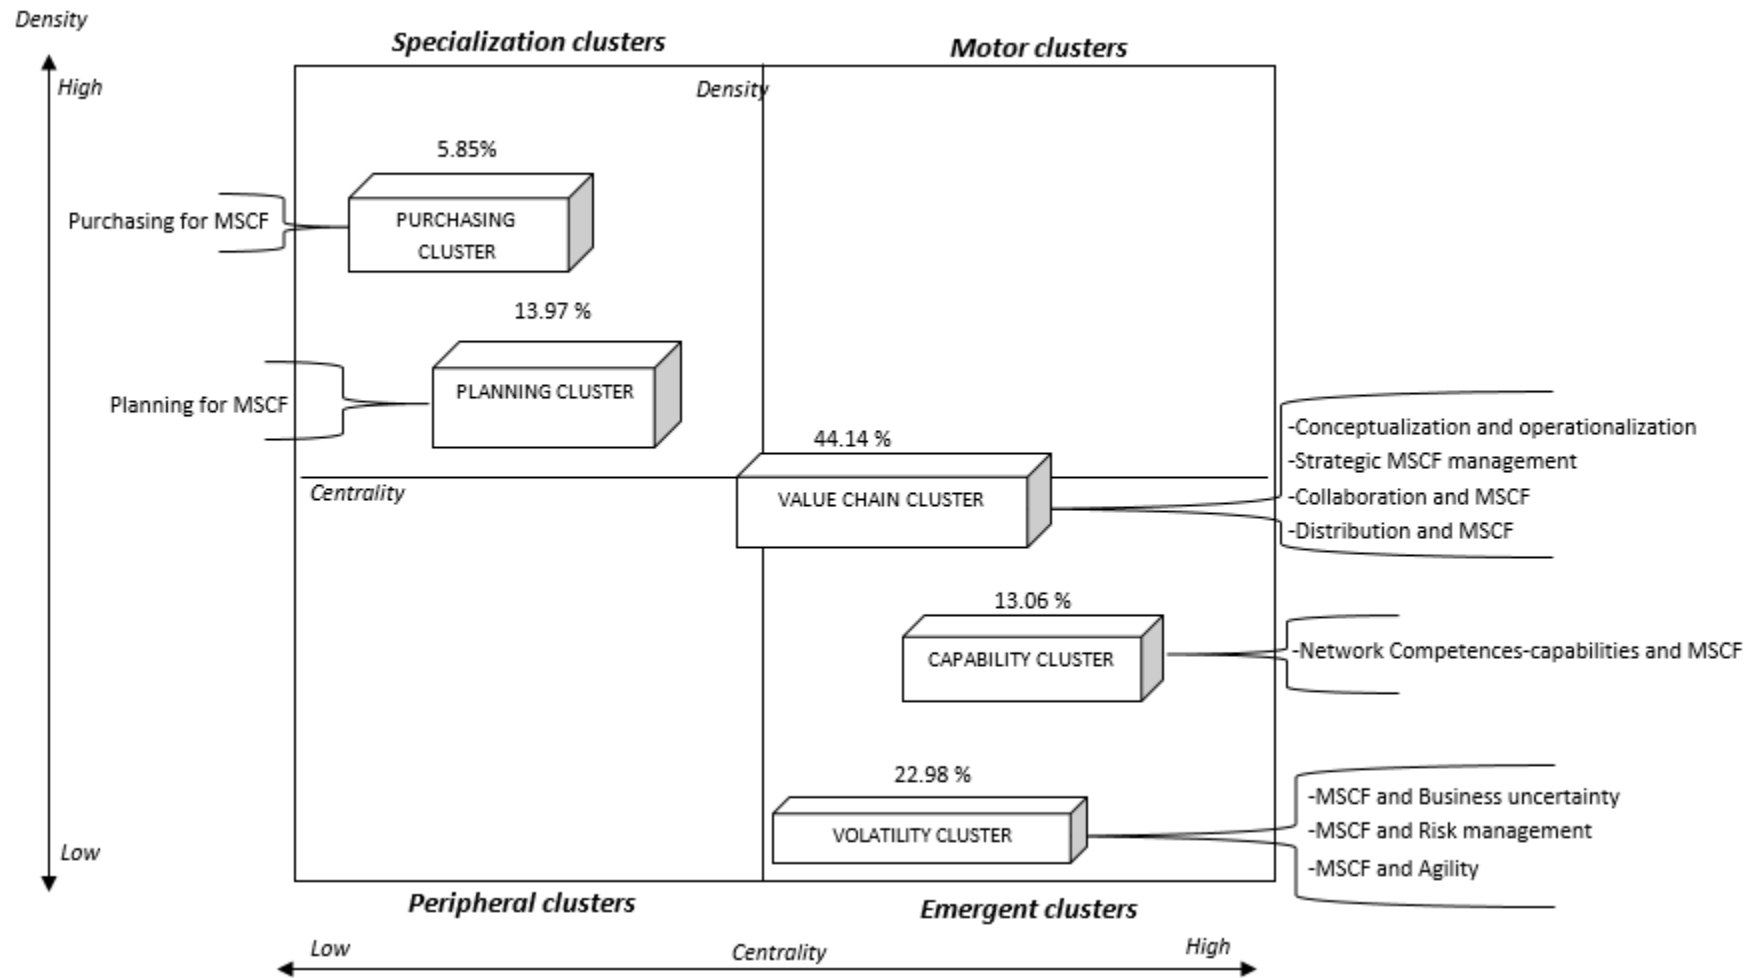 Density
Specialization clusters
Motor clusters
High
Density
5.85%
Purchasing for MSCF
PURCHASING
CLUSTER
13.97 %
Planning for MSCF
PLANNING CLUSTER
44.14 %
Centrality
VALUE CHAIN CLUSTER
-Conceptualization and operationalization
-Strategic MSCF management
-Collaboration and MSCF
-Distribution and MSCF
13.06 %
CAPABILITY CLUSTER
-Network Competences-capabilities and MSCF
22.98 %
VOLATILITY CLUSTER
-MSCF and Business uncertainty
-MSCF and Risk management
-MSCF and Agility
Low
Peripheral clusters
Emergent clusters
Low
Centrality
High